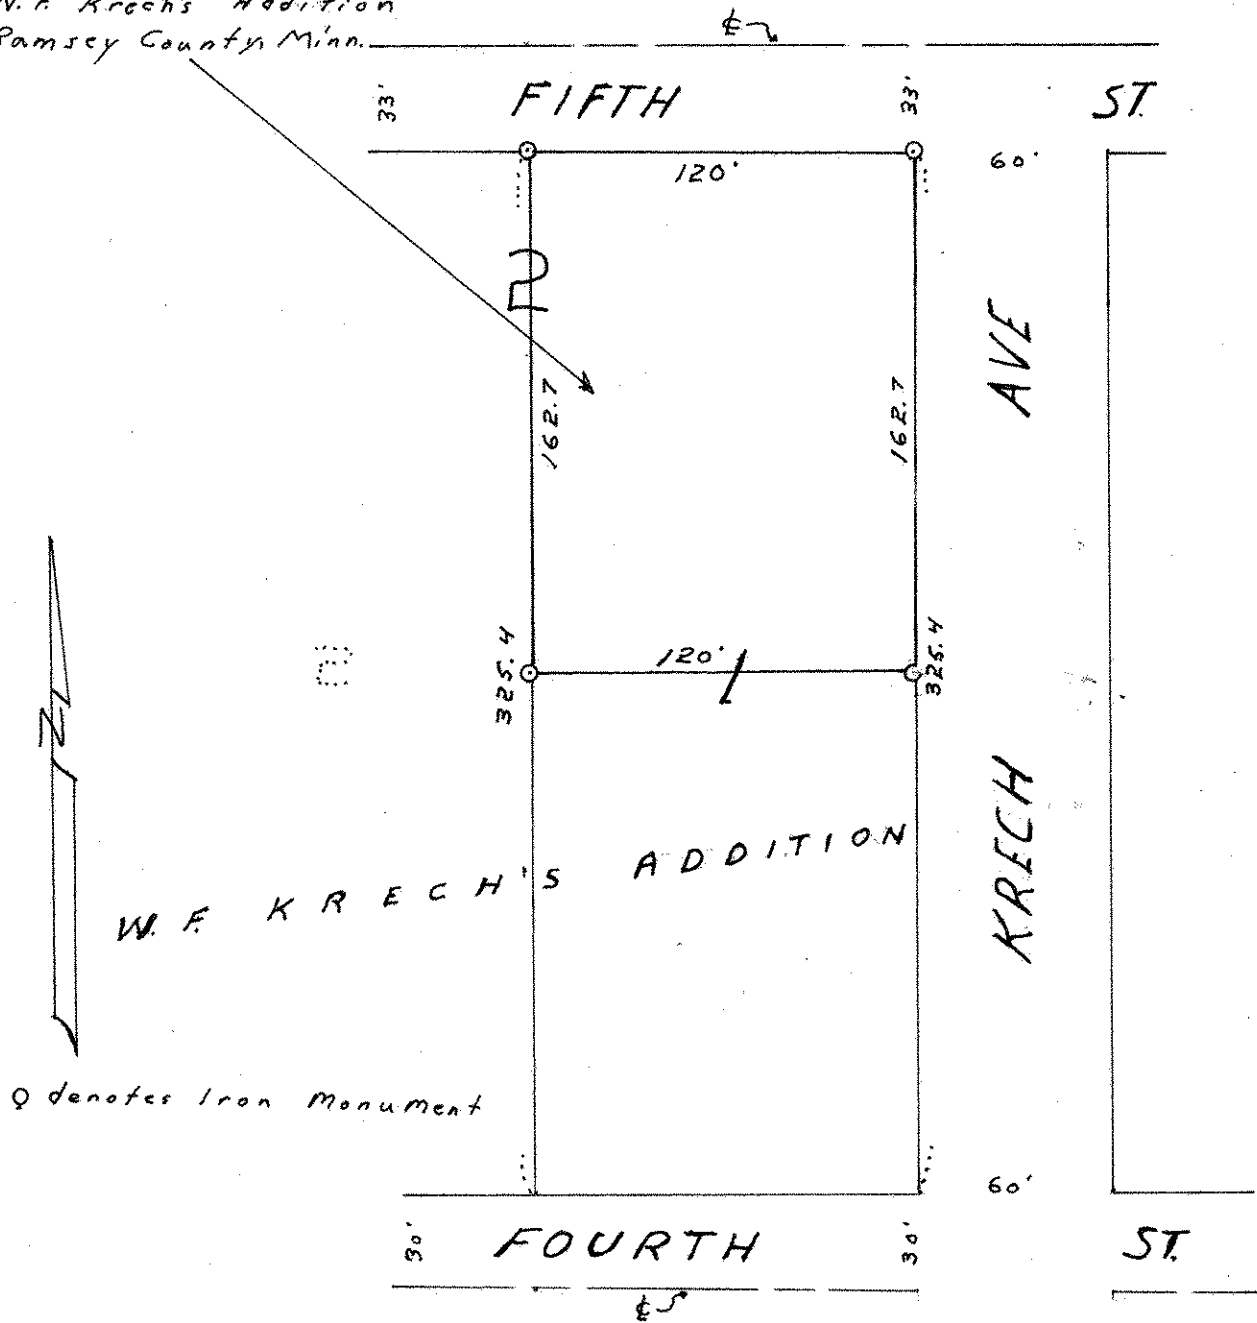 W.F. Krech's Addition
Ramsey County, Minn.
℄
33'
FIFTH
33'
ST.
120'
60'
2
162.7
162.7
AVE
325.4
120'
1
325.4
N
KRECH
W. F. KRECH'S ADDITION
denotes Iron Monument
60'
30'
FOURTH
30'
ST.
℄